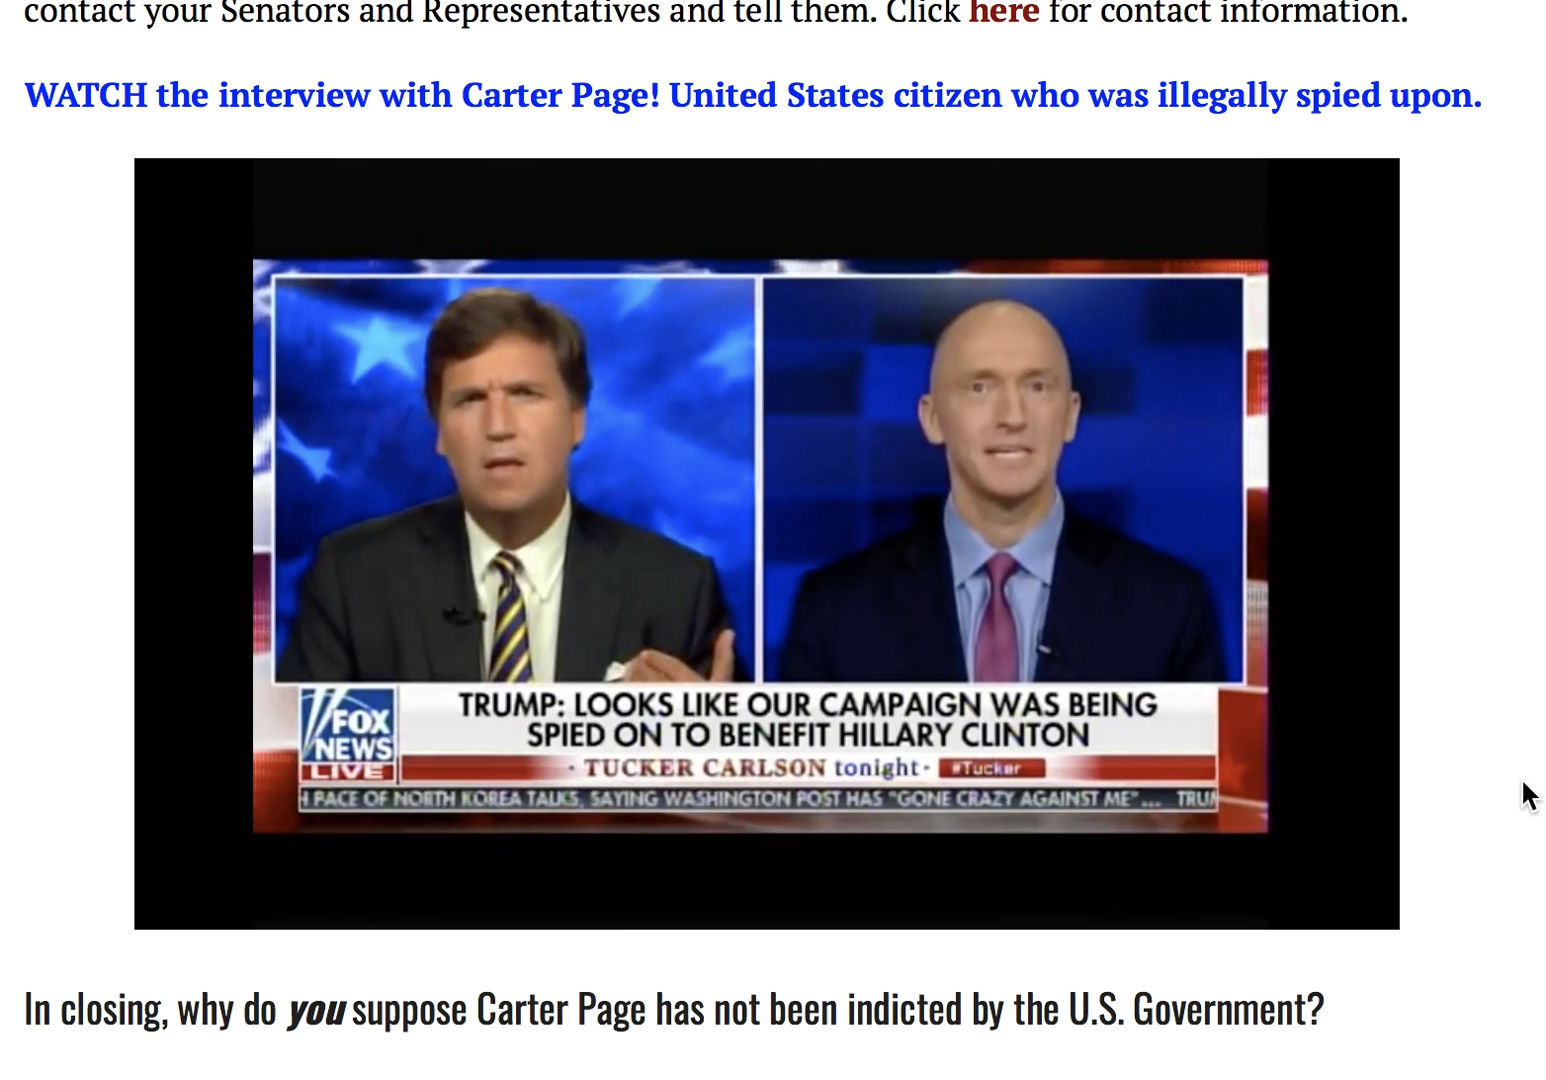 contact your Senators and Representatives and tell them. Click here for contact information.
WATCH the interview with Carter Page! United States citizen who was illegally spied upon.
TRUMP: LOOKS LIKE OUR CAMPAIGN WAS BEING
SPIED ON TO BENEFIT HILLARY CLINTON
FOX
NEWS
LIVE
· TUCKER CARLSON tonight · #Tucker
FACE OF NORTH KOREA TALKS, SAYING WASHINGTON POST HAS "GONE CRAZY AGAINST ME"... TRUM
In closing, why do you suppose Carter Page has not been indicted by the U.S. Government?